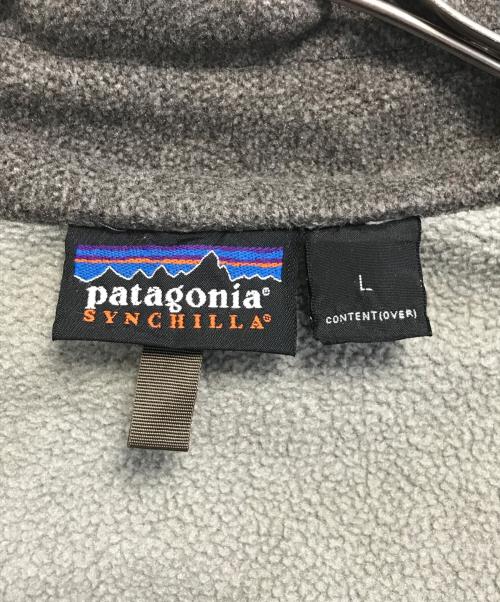 patagonia®
SYNCHILLA®
L
CONTENT(OVER)